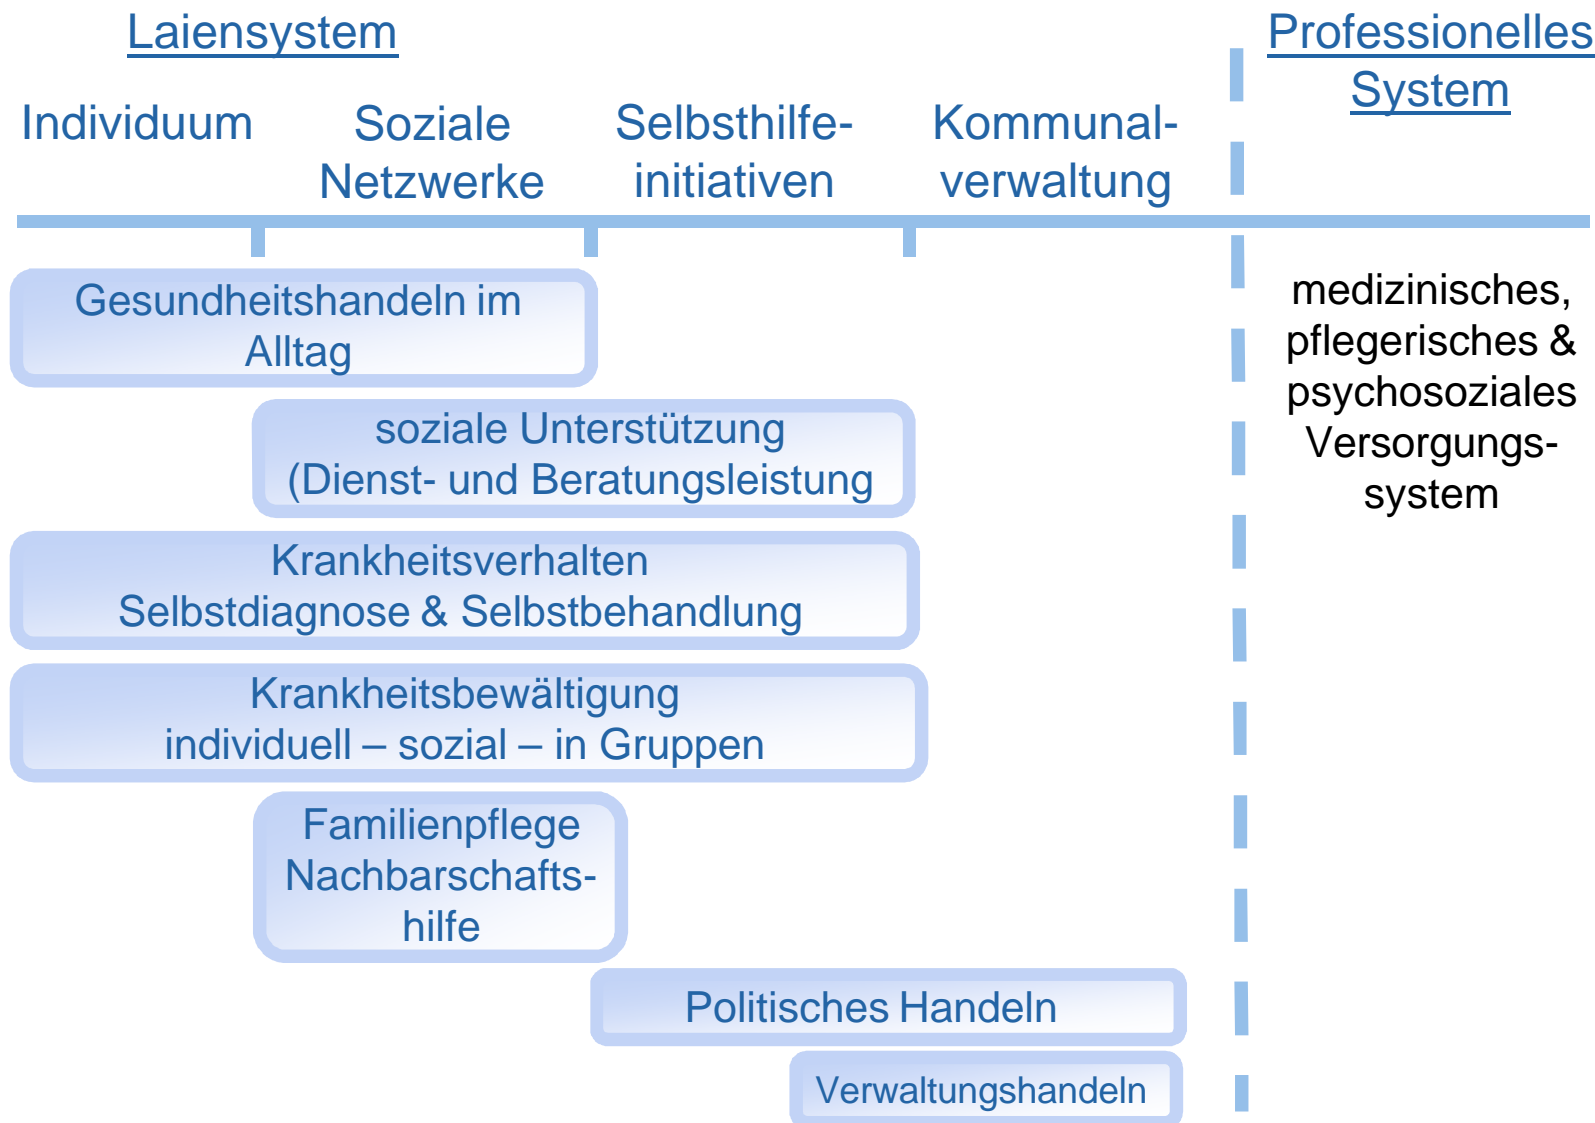 Laiensystem
Professionelles
System
Individuum
Soziale
Netzwerke
Selbsthilfe-
initiativen
Kommunal-
verwaltung
Gesundheitshandeln im
Alltag
soziale Unterstützung
(Dienst- und Beratungsleistung
Krankheitsverhalten
Selbstdiagnose & Selbstbehandlung
Krankheitsbewältigung
individuell – sozial – in Gruppen
Familienpflege
Nachbarschafts-
hilfe
Politisches Handeln
Verwaltungshandeln
medizinisches,
pflegerisches &
psychosoziales
Versorgungs-
system